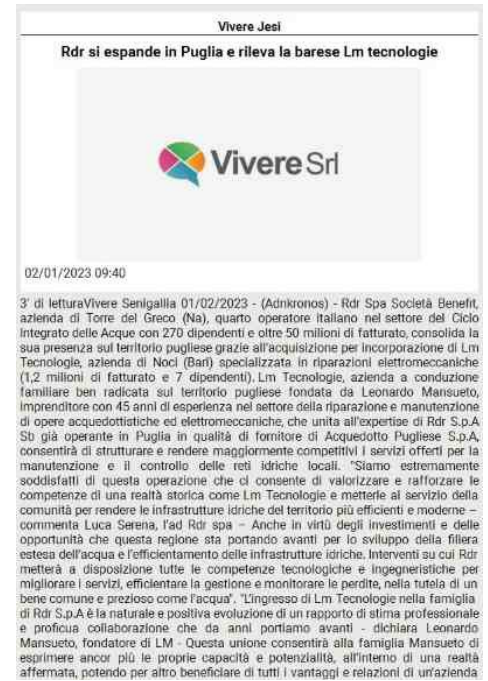 Vivere Jesi
Rdr si espande in Puglia e rileva la barese Lm tecnologie
Vivere Srl
02/01/2023 09:40
3' di letturaVivere Senigallia 01/02/2023 - (Adnkronos) - Rdr Spa Società Benefit,
azienda di Torre del Greco (Na), quarto operatore italiano nel settore del Ciclo
Integrato delle Acque con 270 dipendenti e oltre 50 milioni di fatturato, consolida la
sua presenza sul territorio pugliese grazie all'acquisizione per incorporazione di Lm
Tecnologie, azienda di Noci (Bari) specializzata in riparazioni elettromeccaniche
(1,2 milioni di fatturato e 7 dipendenti). Lm Tecnologie, azienda a conduzione
familiare ben radicata sul territorio pugliese fondata da Leonardo Mansueto,
imprenditore con 45 anni di esperienza nel settore della riparazione e manutenzione
di opere acquedottistiche ed elettromeccaniche, che unita all'expertise di Rdr S.p.A
Sb già operante in Puglia in qualità di fornitore di Acquedotto Pugliese S.p.A,
consentirà di strutturare e rendere maggiormente competitivi i servizi offerti per la
manutenzione e il controllo delle reti idriche locali. "Siamo estremamente
soddisfatti di questa operazione che ci consente di valorizzare e rafforzare le
competenze di una realtà storica come Lm Tecnologie e metterle al servizio della
comunità per rendere le infrastrutture idriche del territorio più efficienti e moderne –
commenta Luca Serena, l'ad Rdr spa – Anche in virtù degli investimenti e delle
opportunità che questa regione sta portando avanti per lo sviluppo della filiera
estesa dell'acqua e l'efficientamento delle infrastrutture idriche. Interventi su cui Rdr
metterà a disposizione tutte le competenze tecnologiche e ingegneristiche per
migliorare i servizi, efficientare la gestione e monitorare le perdite, nella tutela di un
bene comune e prezioso come l'acqua". "L'ingresso di Lm Tecnologie nella famiglia
di Rdr S.p.A è la naturale e positiva evoluzione di un rapporto di stima professionale
e proficua collaborazione che da anni portiamo avanti - dichiara Leonardo
Mansueto, fondatore di LM - Questa unione consentirà alla famiglia Mansueto di
esprimere ancor più le proprie capacità e potenzialità, all'interno di una realtà
affermata, potendo per altro beneficiare di tutti i vantaggi e relazioni di un'azienda